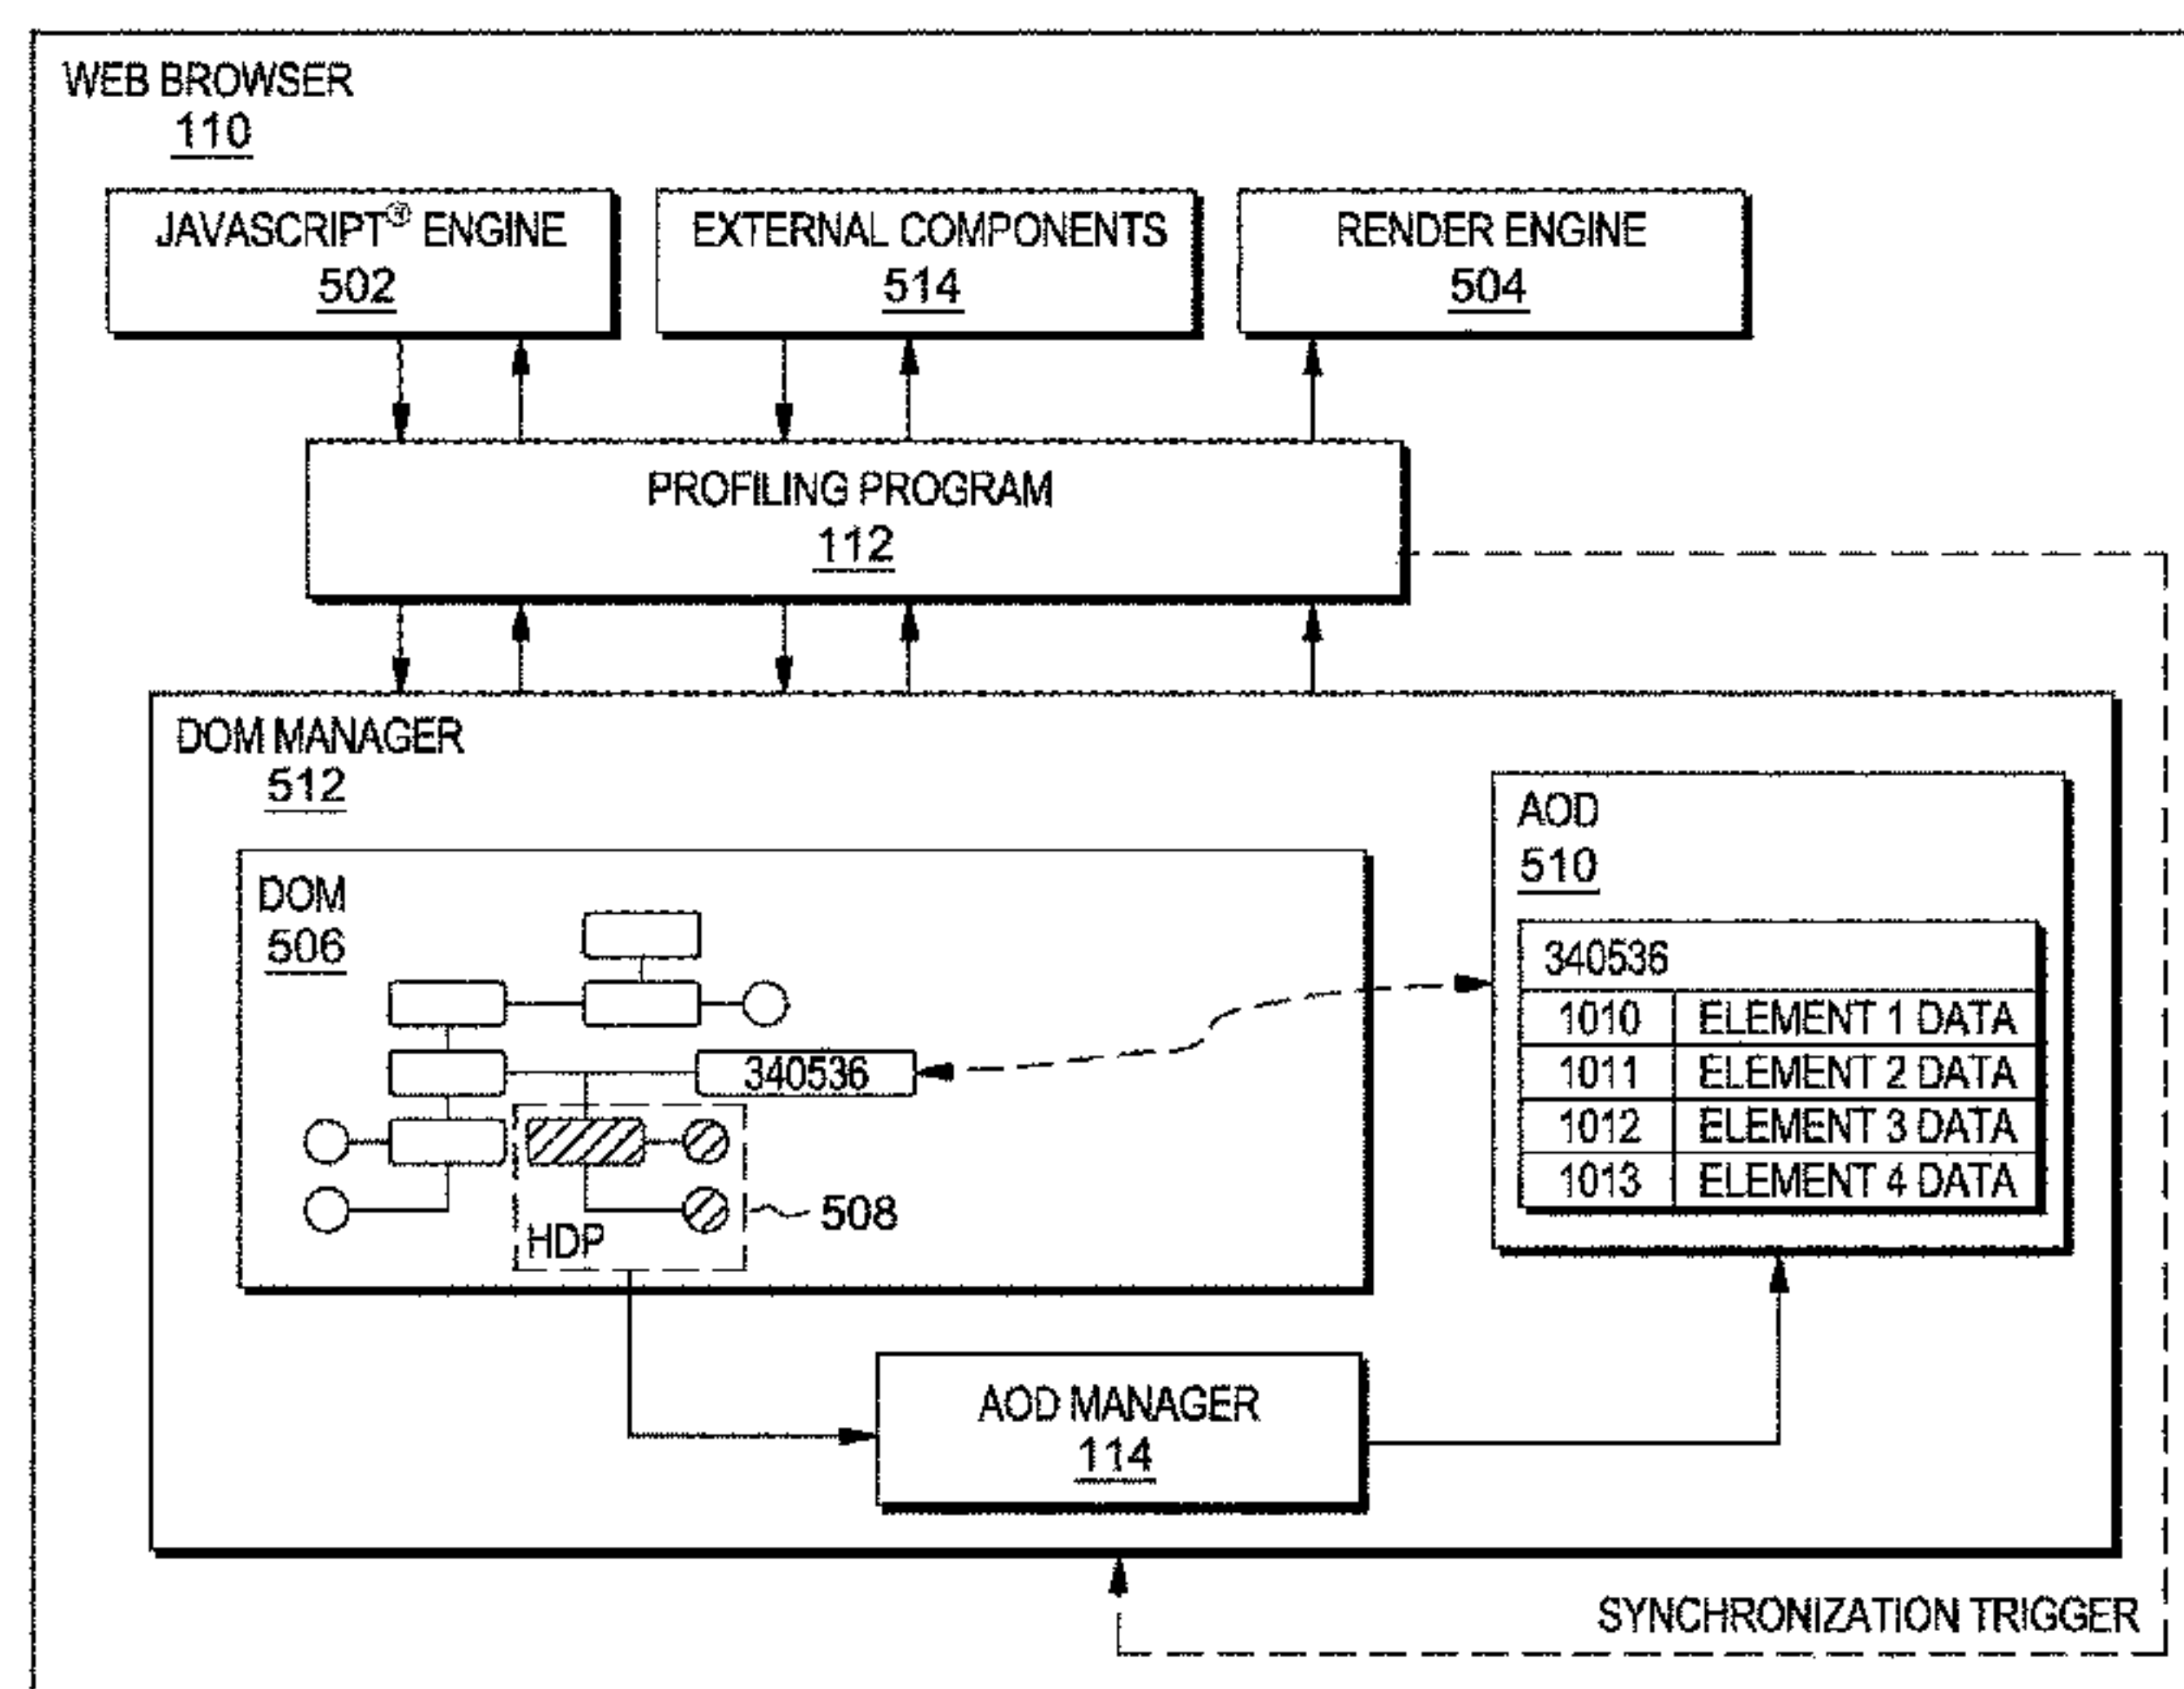 WEB BROWSER
110
JAVASCRIPT® ENGINE
502
EXTERNAL COMPONENTS
514
RENDER ENGINE
504
PROFILING PROGRAM
112
DOM MANAGER
512
DOM
506
340536
HDP
508
AOD
510
340536
1010 ELEMENT 1 DATA
1011 ELEMENT 2 DATA
1012 ELEMENT 3 DATA
1013 ELEMENT 4 DATA
AOD MANAGER
114
SYNCHRONIZATION TRIGGER